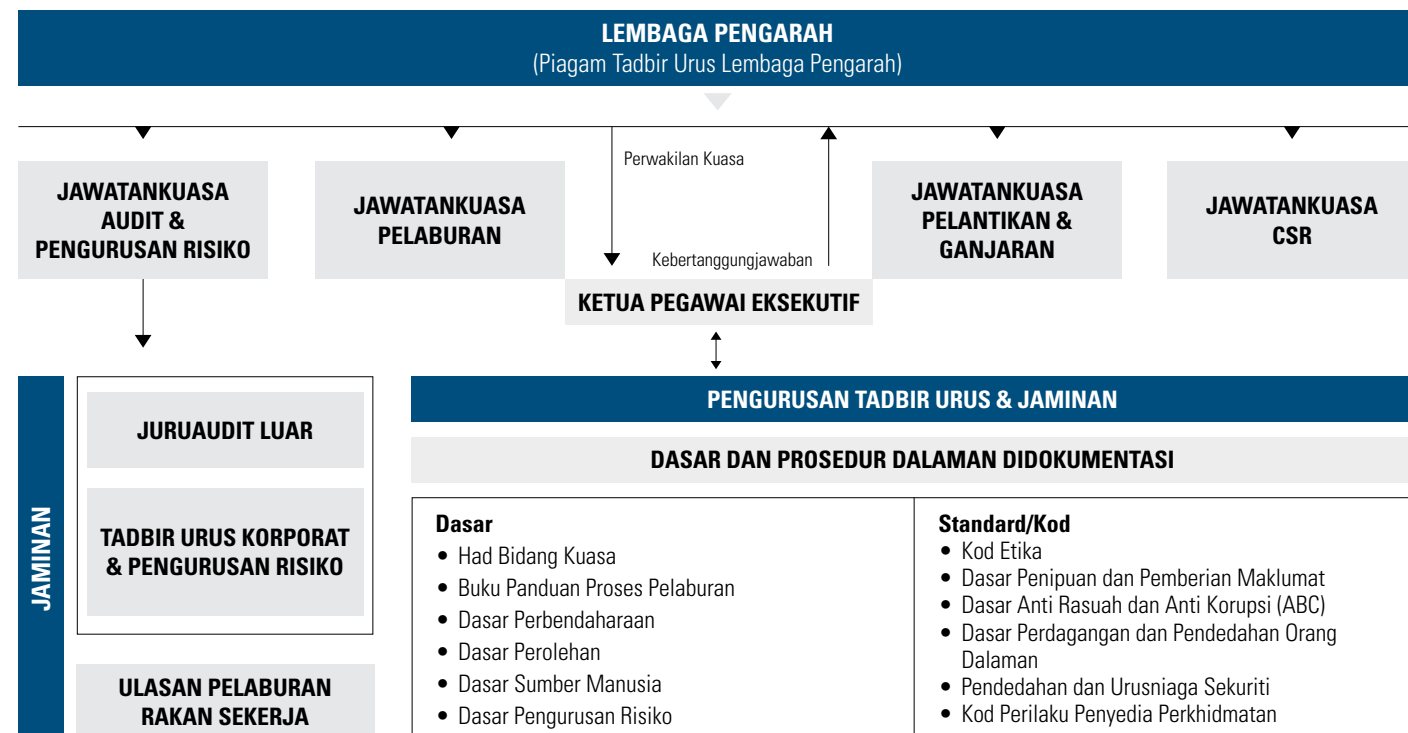 LEMBAGA PENGARAH
(Piagam Tadbir Urus Lembaga Pengarah)
JAWATANKUASA
AUDIT &
PENGURUSAN RISIKO
JAWATANKUASA
PELABURAN
Perwakilan Kuasa
Kebertanggungjawaban
KETUA PEGAWAI EKSEKUTIF
JAWATANKUASA
PELANTIKAN &
GANJARAN
JAWATANKUASA
CSR
JAMINAN
JURUAUDIT LUAR
TADBIR URUS KORPORAT
& PENGURUSAN RISIKO
ULASAN PELABURAN
RAKAN SEKERJA
PENGURUSAN TADBIR URUS & JAMINAN
DASAR DAN PROSEDUR DALAMAN DIDOKUMENTASI
Dasar
• Had Bidang Kuasa
• Buku Panduan Proses Pelaburan
• Dasar Perbendaharaan
• Dasar Perolehan
• Dasar Sumber Manusia
• Dasar Pengurusan Risiko
Standard/Kod
• Kod Etika
• Dasar Penipuan dan Pemberian Maklumat
• Dasar Anti Rasuah dan Anti Korupsi (ABC)
• Dasar Perdagangan dan Pendedahan Orang
Dalaman
• Pendedahan dan Urusniaga Sekuriti
• Kod Perilaku Penyedia Perkhidmatan